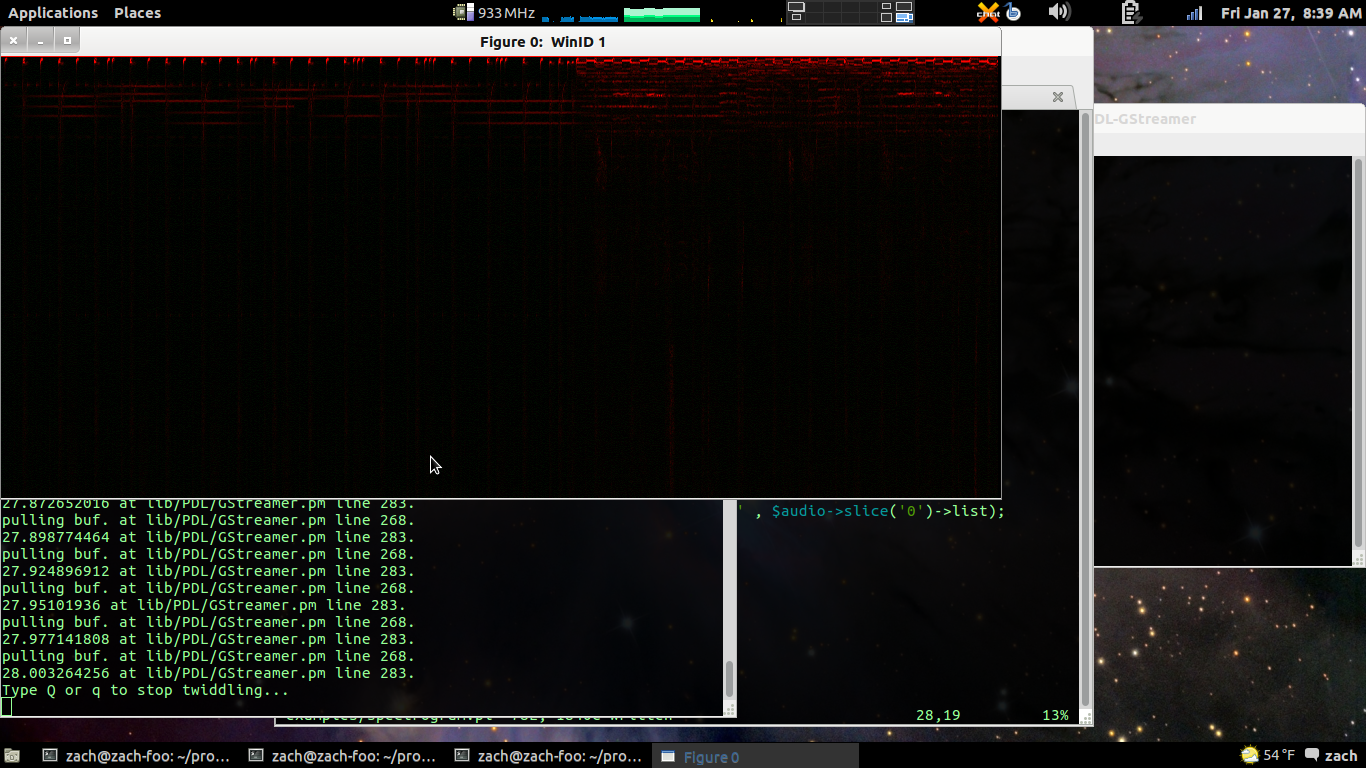 Applications Places 933 MHz Fri Jan 27, 8:39 AM
Figure 0: WinID 1
DL-GStreamer
27.872652016 at lib/PDL/GStreamer.pm line 283.
' , $audio->slice('0')->list);
pulling buf. at lib/PDL/GStreamer.pm line 268.
27.898774464 at lib/PDL/GStreamer.pm line 283.
pulling buf. at lib/PDL/GStreamer.pm line 268.
27.924896912 at lib/PDL/GStreamer.pm line 283.
pulling buf. at lib/PDL/GStreamer.pm line 268.
27.95101936 at lib/PDL/GStreamer.pm line 283.
pulling buf. at lib/PDL/GStreamer.pm line 268.
27.977141808 at lib/PDL/GStreamer.pm line 283.
pulling buf. at lib/PDL/GStreamer.pm line 268.
28.003264256 at lib/PDL/GStreamer.pm line 283.
Type Q or q to stop twiddling...
28,19 13%
zach@zach-foo: ~/pro... zach@zach-foo: ~/pro... zach@zach-foo: ~/pro... Figure 0 54 °F zach